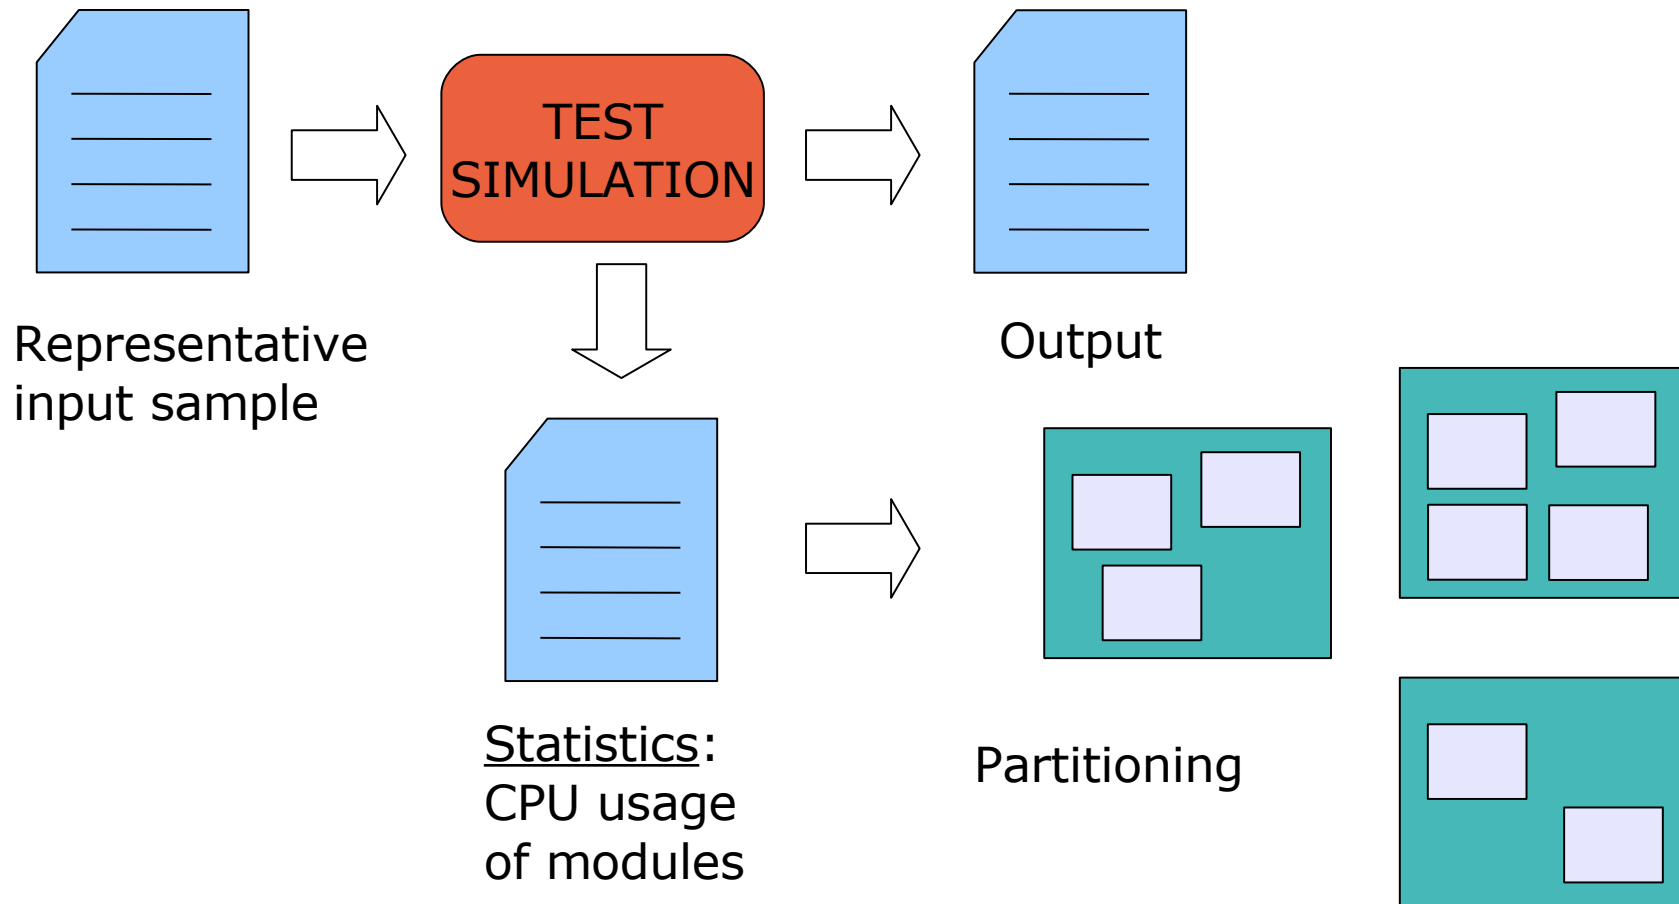 TEST
SIMULATION
Representative
input sample
Output
Statistics:
CPU usage
of modules
Partitioning